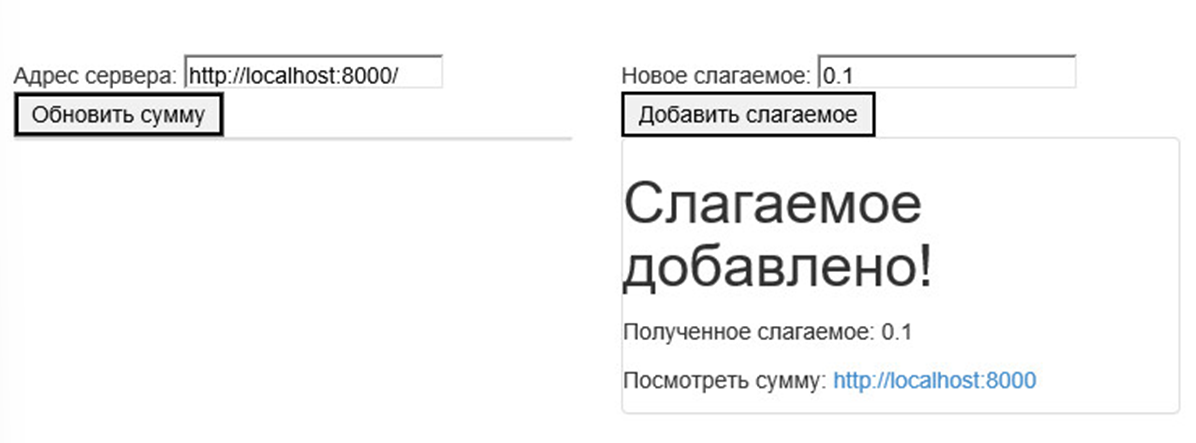 Адрес сервера: http://localhost:8000/
Обновить сумму
Новое слагаемое: 0.1
Добавить слагаемое
Слагаемое
добавлено!
Полученное слагаемое: 0.1
Посмотреть сумму: http://localhost:8000